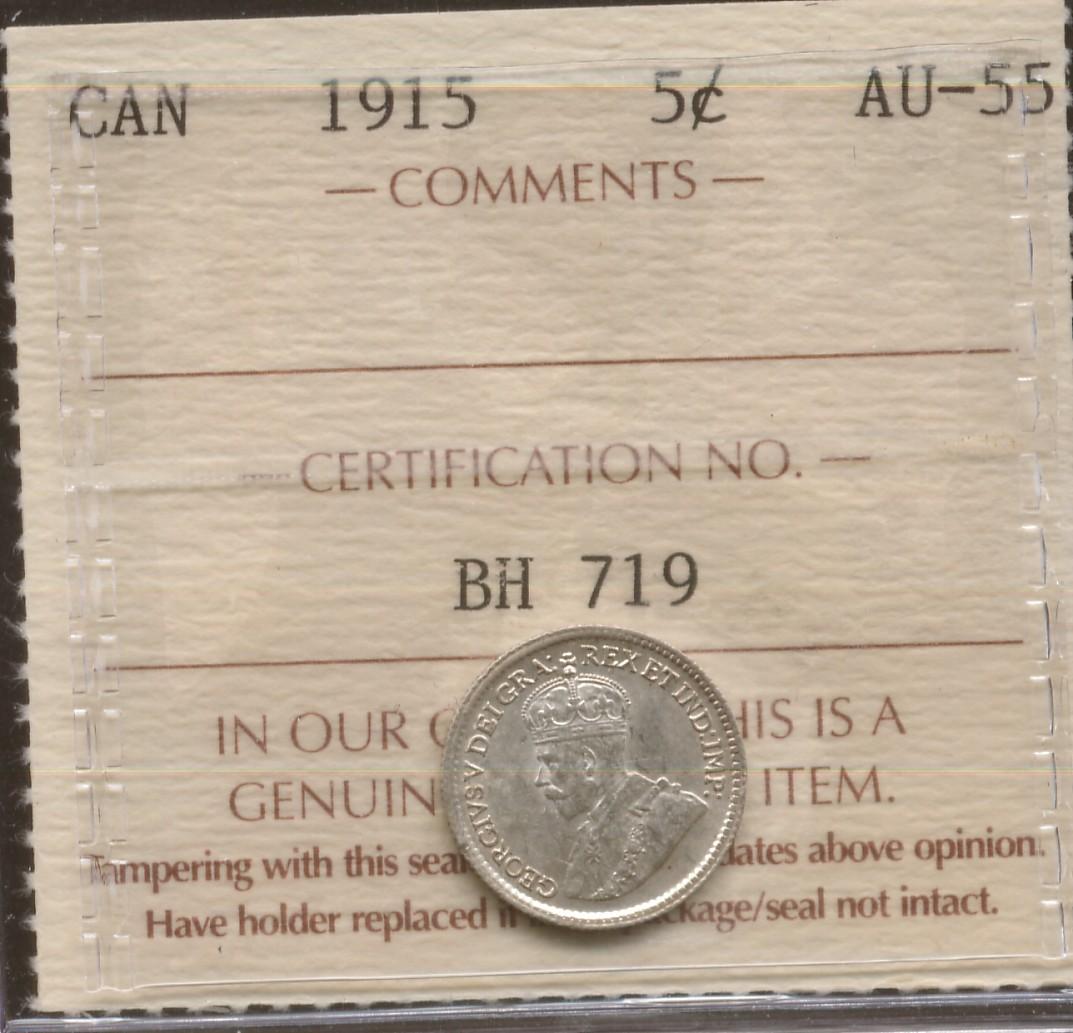 CAN 1915 5¢ AU-55
— COMMENTS —
— CERTIFICATION NO. —
BH 719
IN OUR HIS IS A
GENUIN ITEM.
Tampering with this seal dates above opinion.
Have holder replaced if ckage/seal not intact.
GEORGIVS V DEI GRA: REX ET IND: IMP: